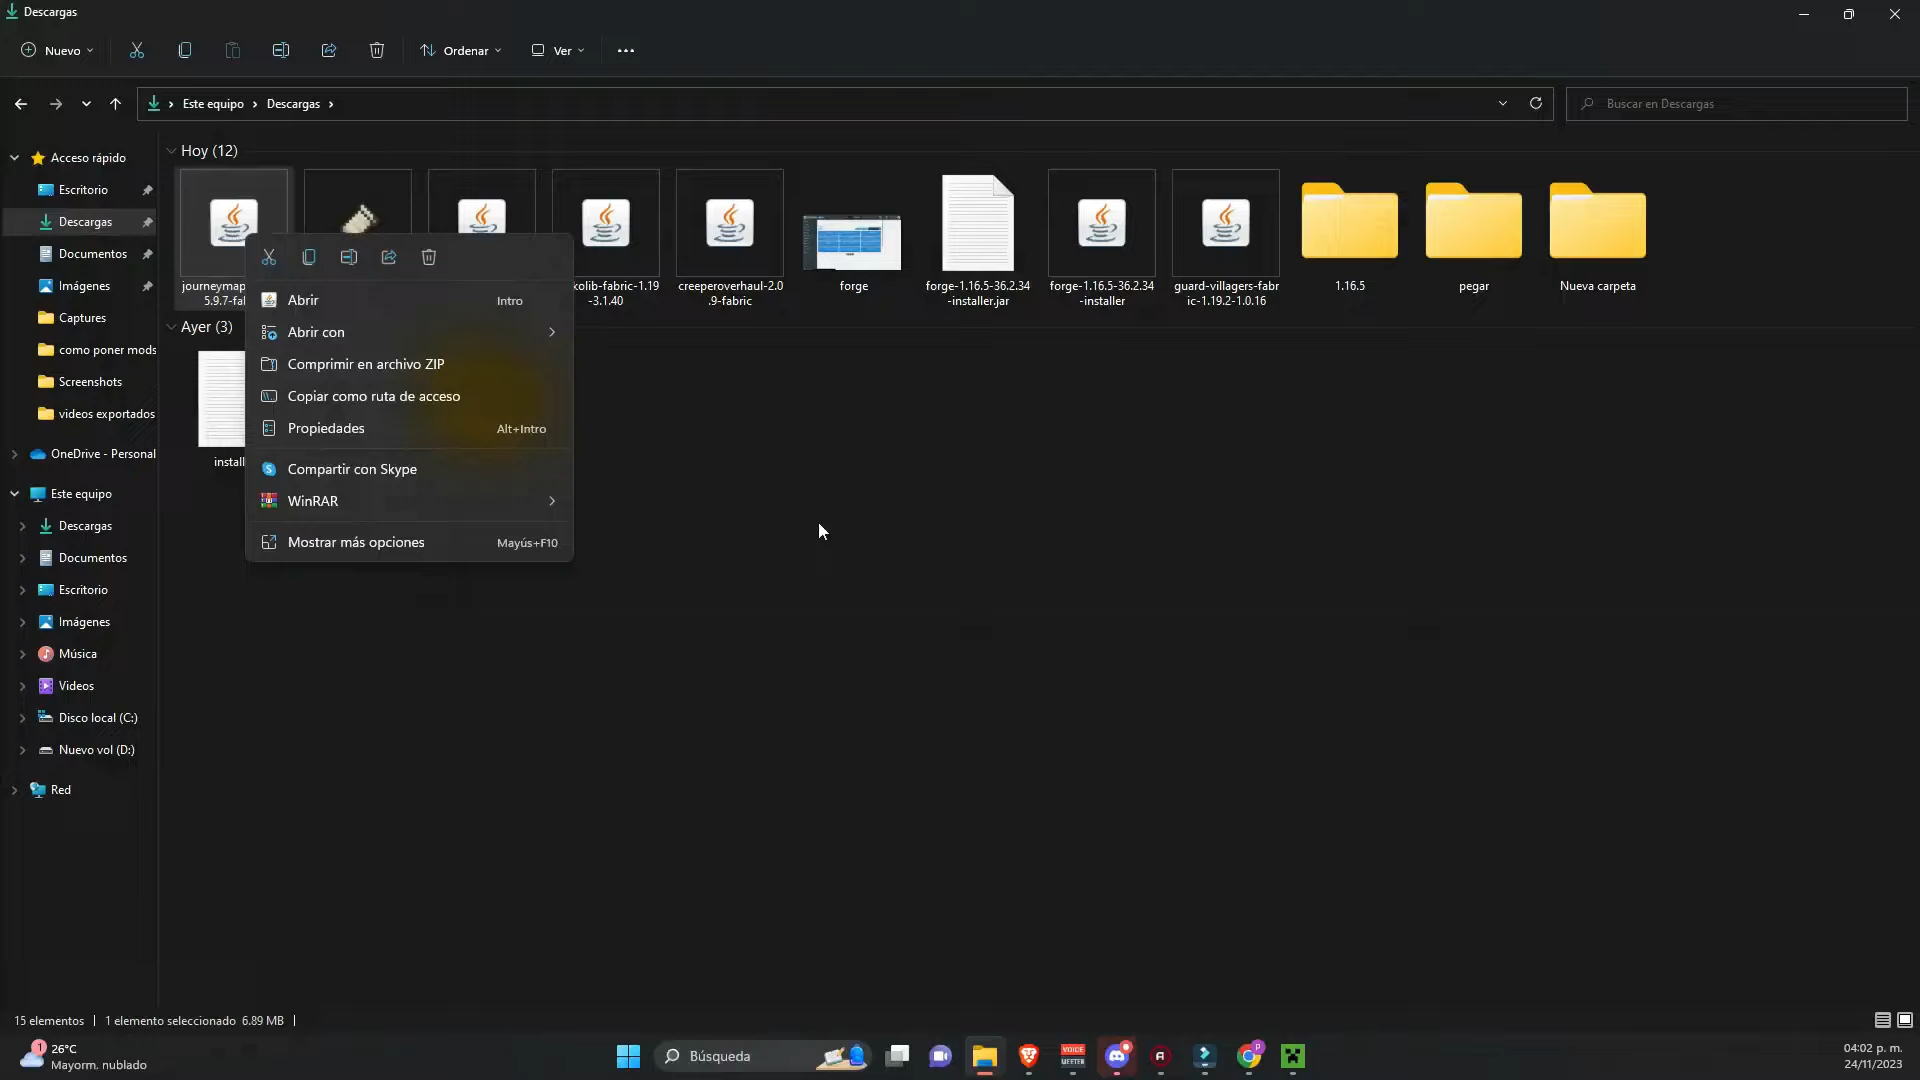 Descargas
Nuevo
Ordenar
Ver
Este equipo
Descargas
Buscar en Descargas
Acceso rápido
Escritorio
Descargas
Documentos
Imágenes
Captures
como poner mods
Screenshots
videos exportados
OneDrive - Personal
Este equipo
Descargas
Documentos
Escritorio
Imágenes
Música
Videos
Disco local (C:)
Nuevo vol (D:)
Red
Hoy (12)
journeymap
5.9.7-fal
kolib-fabric-1.19
-3.1.40
creeperoverhaul-2.0
.9-fabric
forge
forge-1.16.5-36.2.34
-installer.jar
forge-1.16.5-36.2.34
-installer
guard-villagers-fabr
ic-1.19.2-1.0.16
1.16.5
pegar
Nueva carpeta
Ayer (3)
install
Abrir Intro
Abrir con
Comprimir en archivo ZIP
Copiar como ruta de acceso
Propiedades Alt+Intro
Compartir con Skype
WinRAR
Mostrar más opciones Mayús+F10
15 elementos
1 elemento seleccionado 6.89 MB
1
26°C
Mayorm. nublado
Búsqueda
VOICE
MEETER
P
04:02 p. m.
24/11/2023